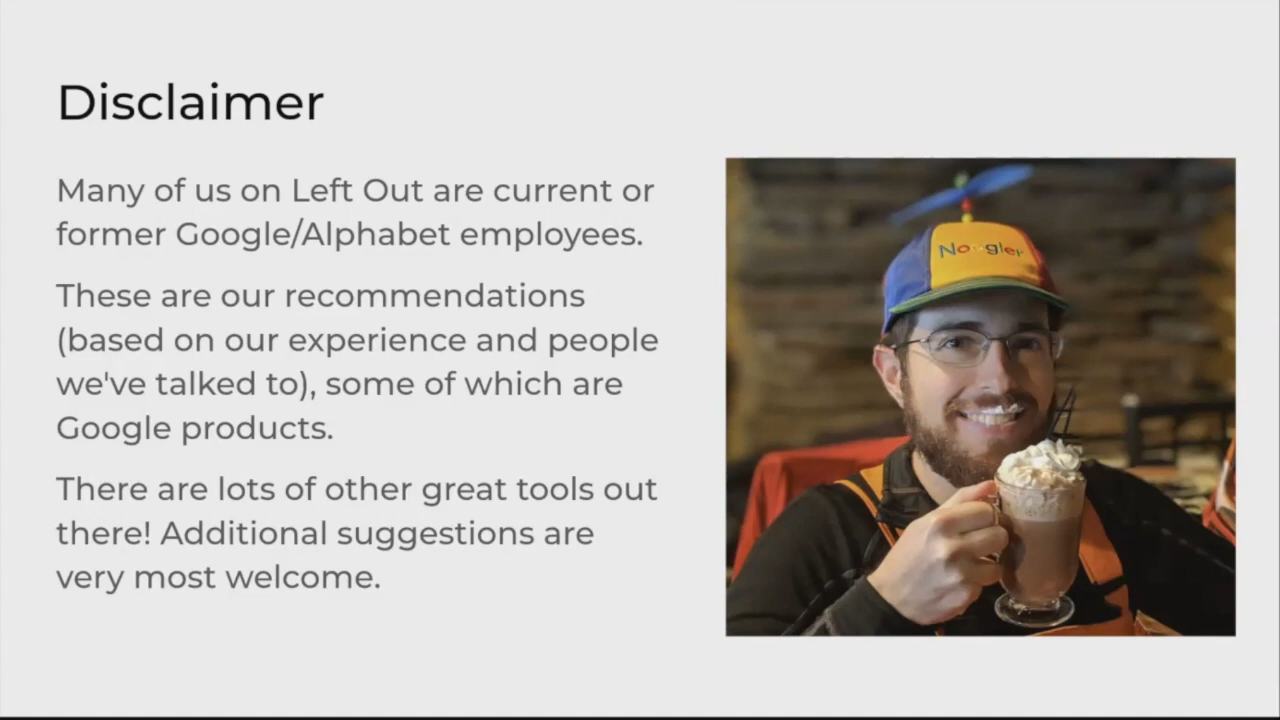 Disclaimer
Many of us on Left Out are current or
former Google/Alphabet employees.
These are our recommendations
(based on our experience and people
we've talked to), some of which are
Google products.
There are lots of other great tools out
there! Additional suggestions are
very most welcome.
Noogler